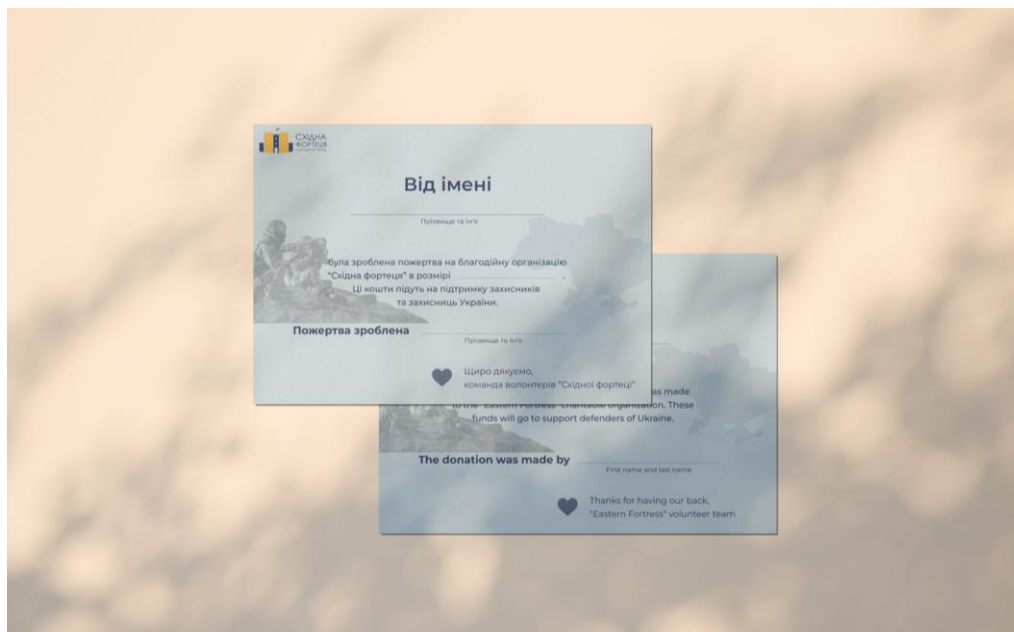 СХІДНА
ФОРТЕЦЯ
Від імені
Прізвище та ім'я
була зроблена пожертва на благодійну організацію
"Східна фортеця" в розмірі .
Ці кошти підуть на підтримку захисників
та захисниць України.
Пожертва зроблена
Прізвище та ім'я
Щиро дякуємо,
команда волонтерів "Східної фортеці"
as made
to the "Eastern Fortress" charitable organization. These
funds will go to support defenders of Ukraine.
The donation was made by
First name and last name
Thanks for having our back,
"Eastern Fortress" volunteer team